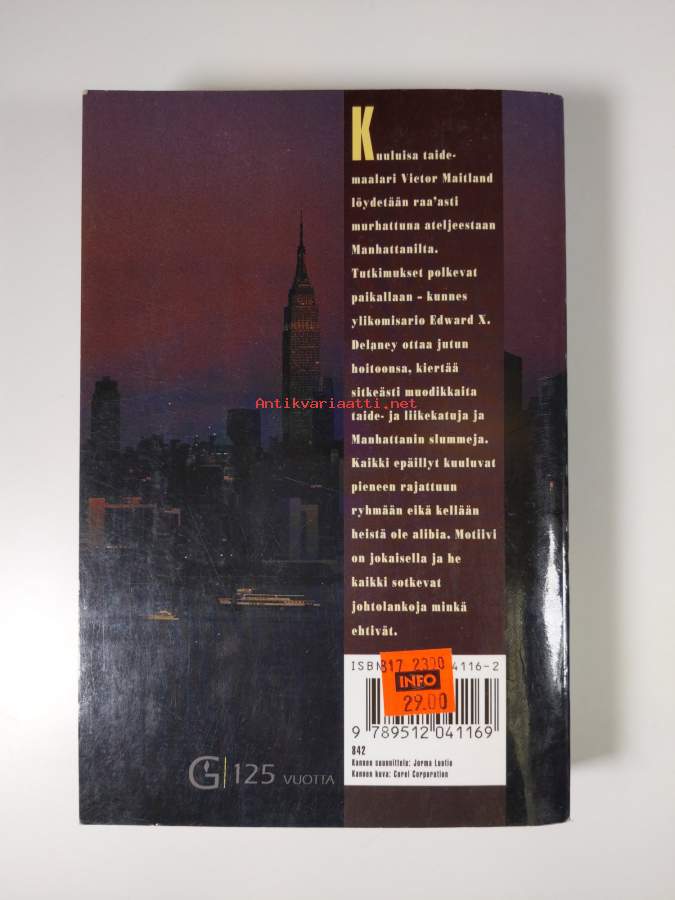 Kuuluisa taide-
maalari Victor Maitland
löydetään raa'asti
murhattuna ateljeestaan
Manhattanilta.
Tutkimukset polkevat
paikallaan – kunnes
ylikomisario Edward X.
Delaney ottaa jutun
hoitoonsa, kiertää
sitkeästi muodikkaita
taide- ja liikekatuja ja
Manhattanin slummeja.
Kaikki epäillyt kuuluvat
pieneen rajattuun
ryhmään eikä kellään
heistä ole alibia. Motiivi
on jokaisella ja he
kaikki sotkevat
johtolankoja minkä
ehtivät.
Antikvariaatti.net
ISBN 4116-2
817 2300
INFO
29.00
9 789512 041169
842
Kannen suunnittelu: Jorma Luotio
Kannen kuva: Corel Corporation
G 125 VUOTTA